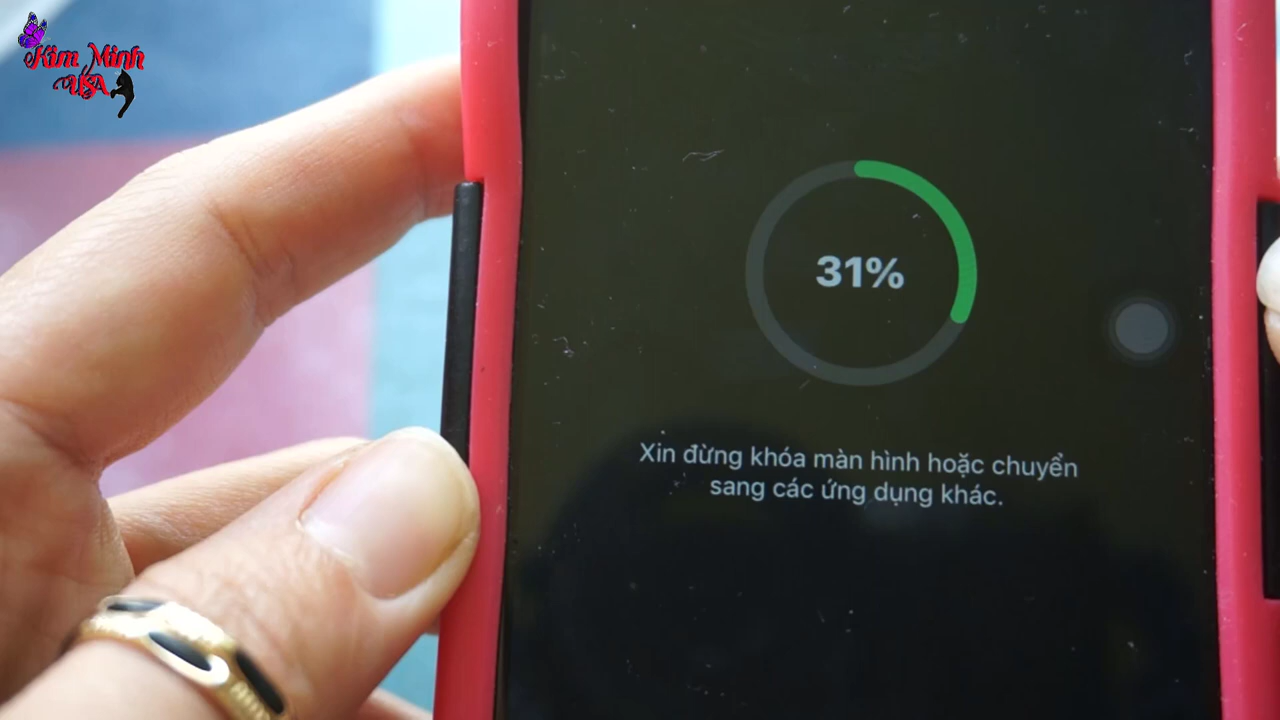 Kim Minh
USA
31%
Xin đừng khóa màn hình hoặc chuyển
sang các ứng dụng khác.